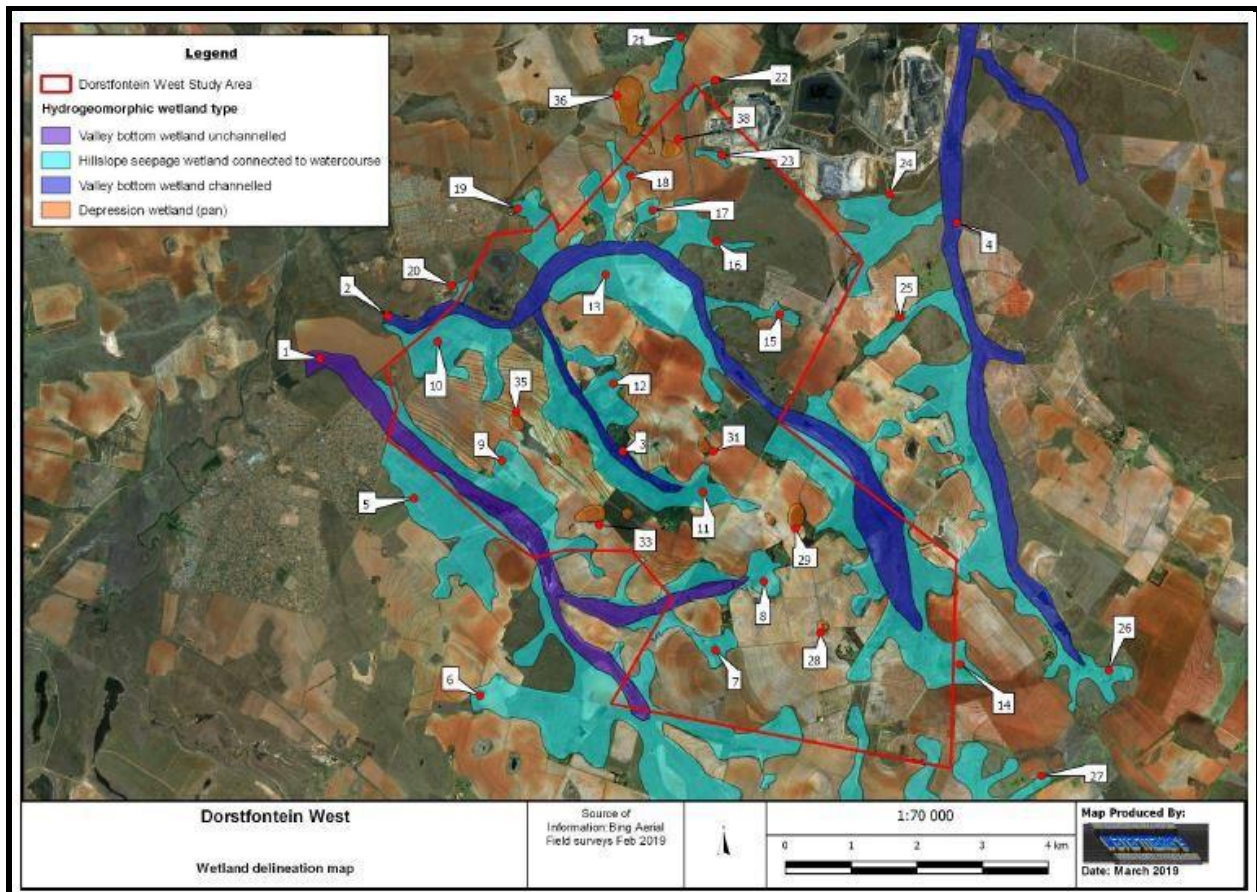 Legend
Dorstfontein West Study Area
Hydrogeomorphic wetland type
Valley bottom wetland unchannelled
Hillslope seepage wetland connected to watercourse
Valley bottom wetland channelled
Depression wetland (pan)
21
22
36
38
23
24
18
19
17
4
16
20
2
13
25
15
1
10
12
35
3
31
9
5
11
33
29
8
28
7
26
6
14
27
Dorstfontein West
Wetland delineation map
Source of
Information:Bing Aerial
Field surveys Feb 2019
1:70 000
0 1 2 3 4 km
Map Produced By:
Date: March 2019